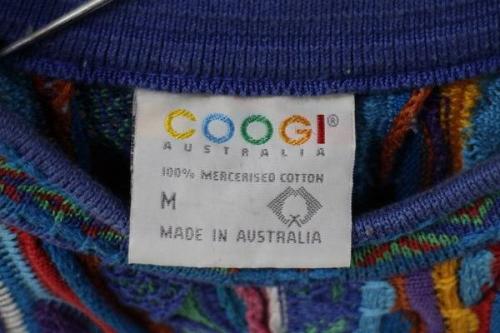 COOGI®
AUSTRALIA
100% MERCERISED COTTON
M
MADE IN AUSTRALIA